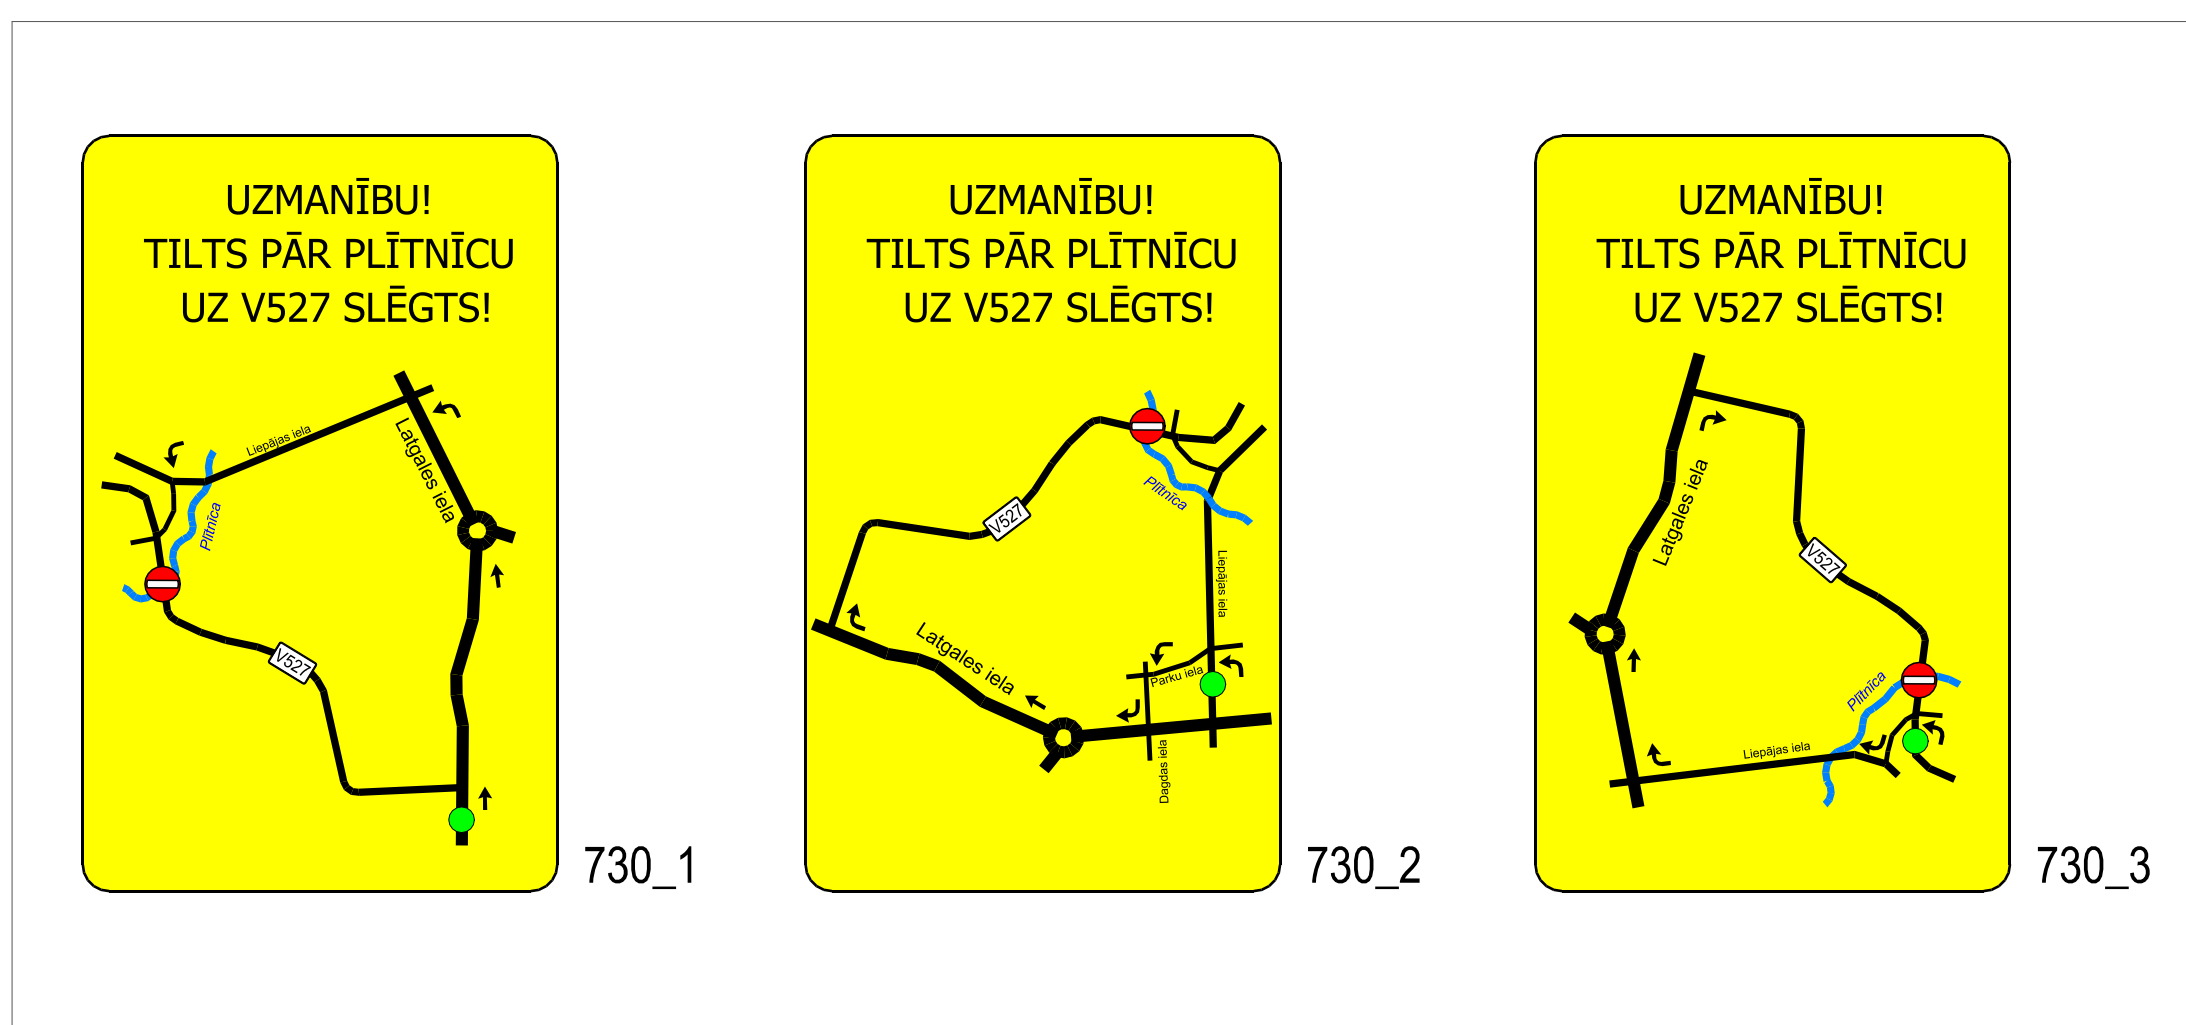 UZMANĪBU!
TILTS PĀR PLĪTNĪCU
UZ V527 SLĒGTS!
Liepājas iela
Latgales iela
Plītnīca
V527
730_1
UZMANĪBU!
TILTS PĀR PLĪTNĪCU
UZ V527 SLĒGTS!
Plītnīca
V527
Liepājas iela
Latgales iela
Parku iela
Dagdas iela
730_2
UZMANĪBU!
TILTS PĀR PLĪTNĪCU
UZ V527 SLĒGTS!
Latgales iela
V527
Plītnīca
Liepājas iela
730_3